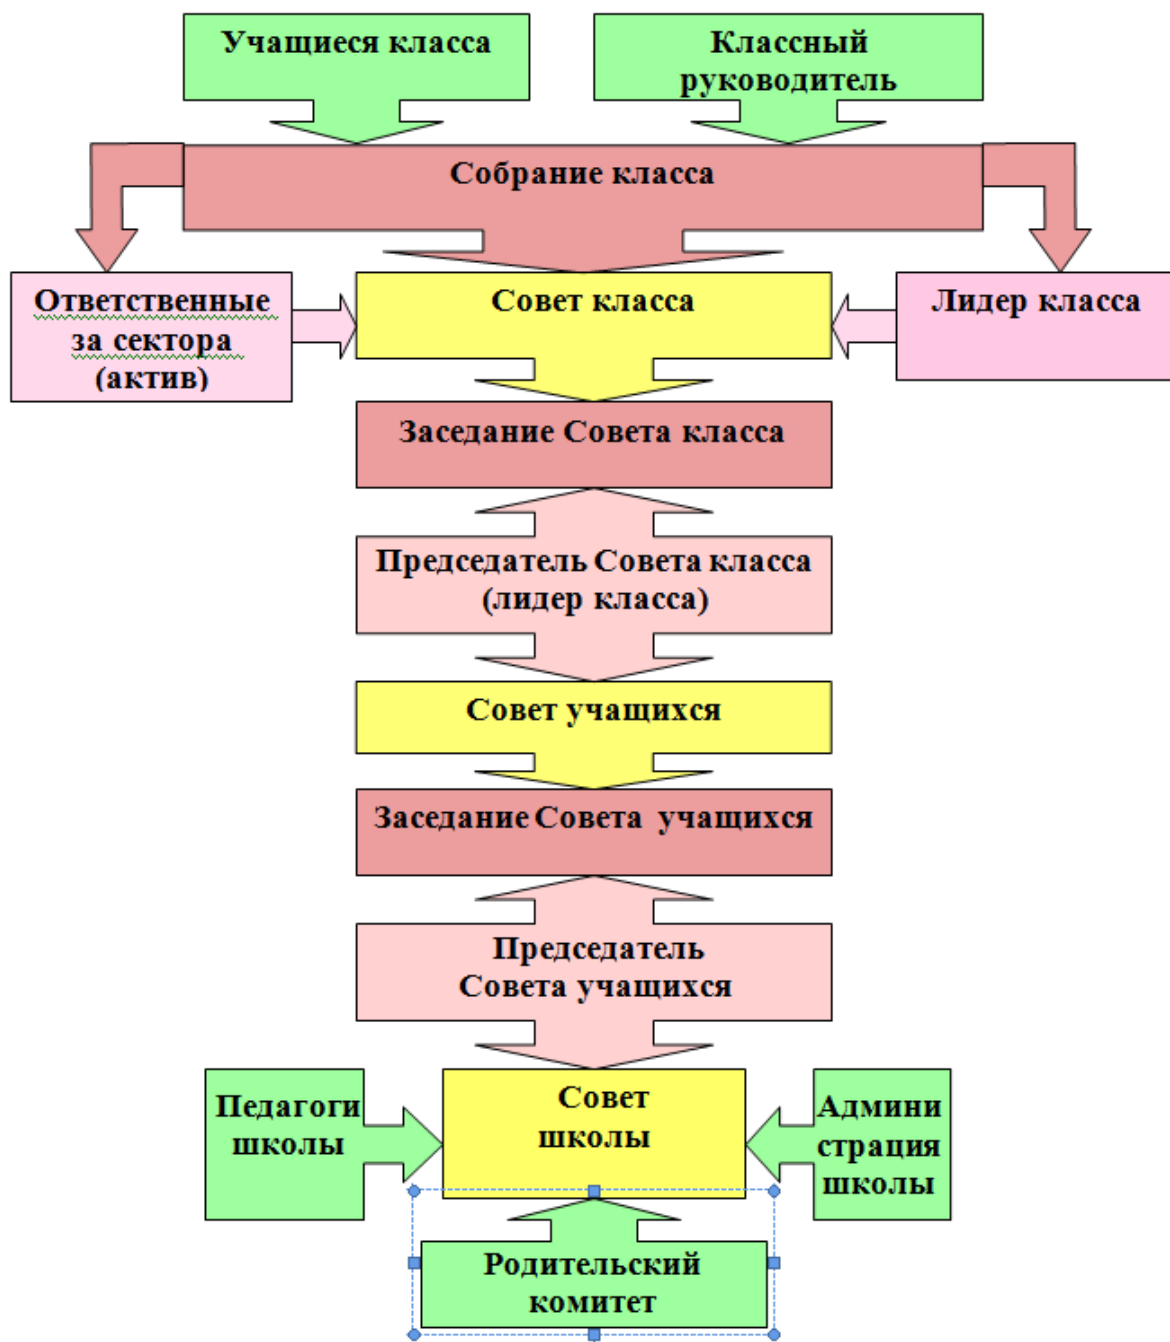 Учащиеся класса
Классный
руководитель
Собрание класса
Ответственные
за сектора
(актив)
Совет класса
Лидер класса
Заседание Совета класса
Председатель Совета класса
(лидер класса)
Совет учащихся
Заседание Совета  учащихся
Председатель
Совета учащихся
Педагоги
школы
Совет
школы
Админи
страция
школы
Родительский
комитет